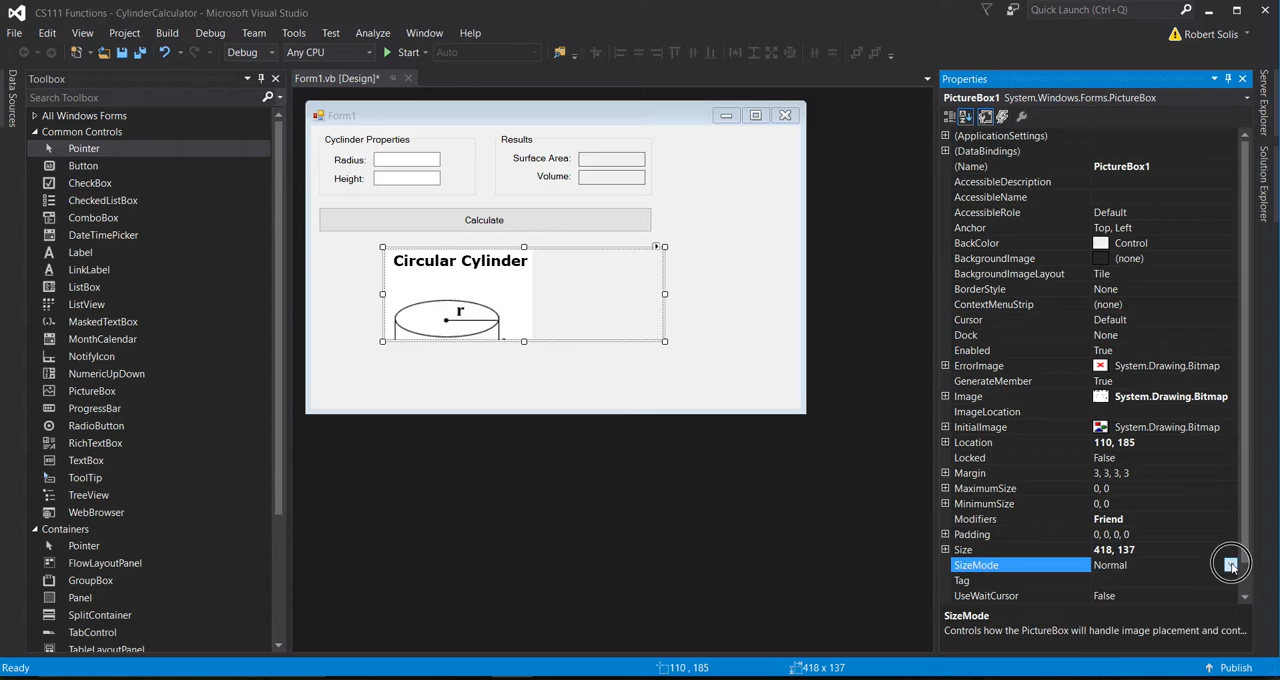 CS111 Functions - CylinderCalculator - Microsoft Visual Studio
Quick Launch (Ctrl+Q)
File Edit View Project Build Debug Team Tools Test Analyze Window Help
Robert Solis
Debug Any CPU Start Auto
Data Sources
Toolbox
Search Toolbox
All Windows Forms
Common Controls
Pointer
Button
CheckBox
CheckedListBox
ComboBox
DateTimePicker
Label
LinkLabel
ListBox
ListView
MaskedTextBox
MonthCalendar
NotifyIcon
NumericUpDown
PictureBox
ProgressBar
RadioButton
RichTextBox
TextBox
ToolTip
TreeView
WebBrowser
Containers
Pointer
FlowLayoutPanel
GroupBox
Panel
SplitContainer
TabControl
TableLayoutPanel
Form1.vb [Design]*
Form1
Cyclinder Properties
Radius:
Height:
Results
Surface Area:
Volume:
Calculate
Circular Cylinder
r
Properties
PictureBox1 System.Windows.Forms.PictureBox
(ApplicationSettings)
(DataBindings)
(Name) PictureBox1
AccessibleDescription
AccessibleName
AccessibleRole Default
Anchor Top, Left
BackColor Control
BackgroundImage (none)
BackgroundImageLayout Tile
BorderStyle None
ContextMenuStrip (none)
Cursor Default
Dock None
Enabled True
ErrorImage System.Drawing.Bitmap
GenerateMember True
Image System.Drawing.Bitmap
ImageLocation
InitialImage System.Drawing.Bitmap
Location 110, 185
Locked False
Margin 3, 3, 3, 3
MaximumSize 0, 0
MinimumSize 0, 0
Modifiers Friend
Padding 0, 0, 0, 0
Size 418, 137
SizeMode Normal
Tag
UseWaitCursor False
SizeMode
Controls how the PictureBox will handle image placement and cont...
Server Explorer
Solution Explorer
Ready
110 , 185
418 x 137
Publish